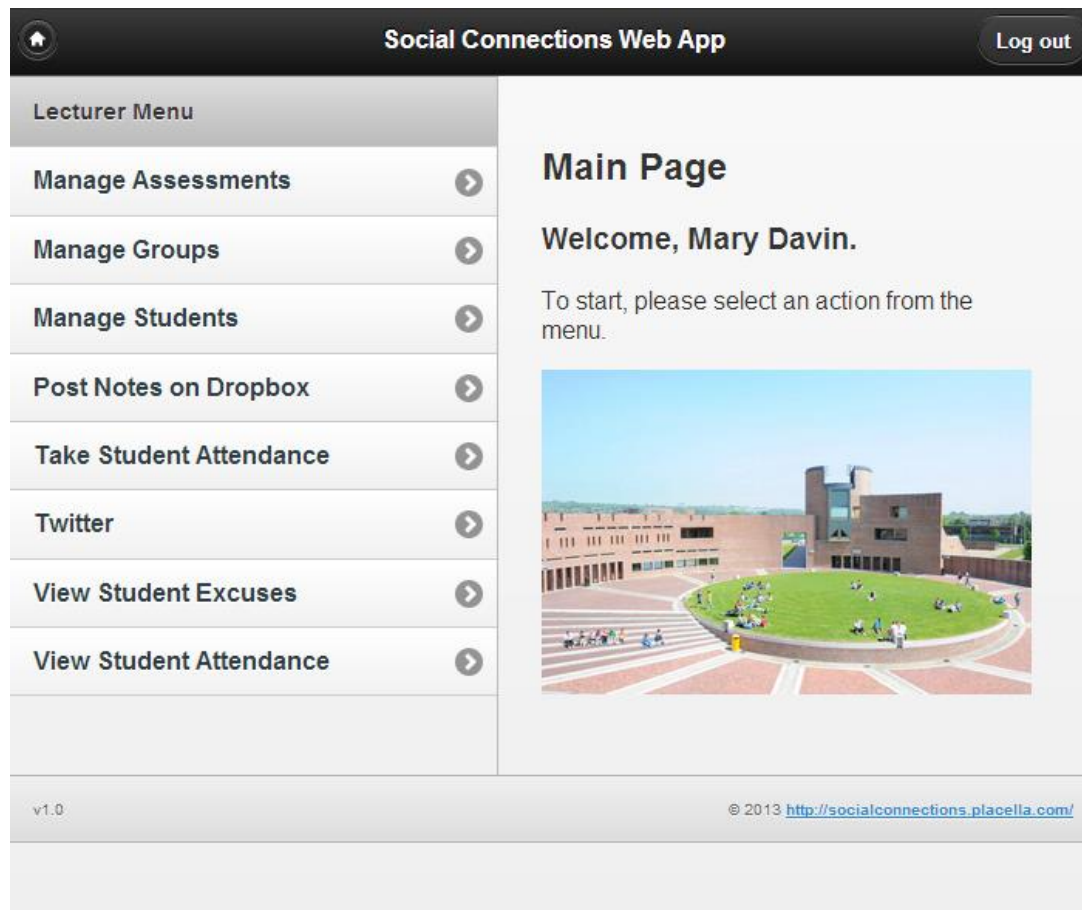 Social Connections Web App
Log out
Lecturer Menu
Manage Assessments
Manage Groups
Manage Students
Post Notes on Dropbox
Take Student Attendance
Twitter
View Student Excuses
View Student Attendance
Main Page
Welcome, Mary Davin.
To start, please select an action from the
menu.
v1.0
© 2013 http://socialconnections.placella.com/